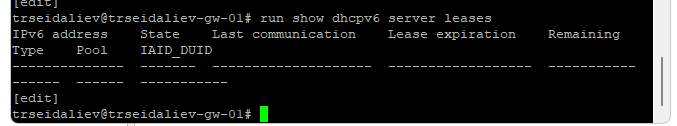 [edit]
trseidaliev@trseidaliev-gw-01# run show dhcpv6 server leases
IPv6 address    State    Last communication    Lease expiration    Remaining
Type    Pool    IAID_DUID
--------------  -------  --------------------  ------------------  -----------
------  ------  -----------
[edit]
trseidaliev@trseidaliev-gw-01#